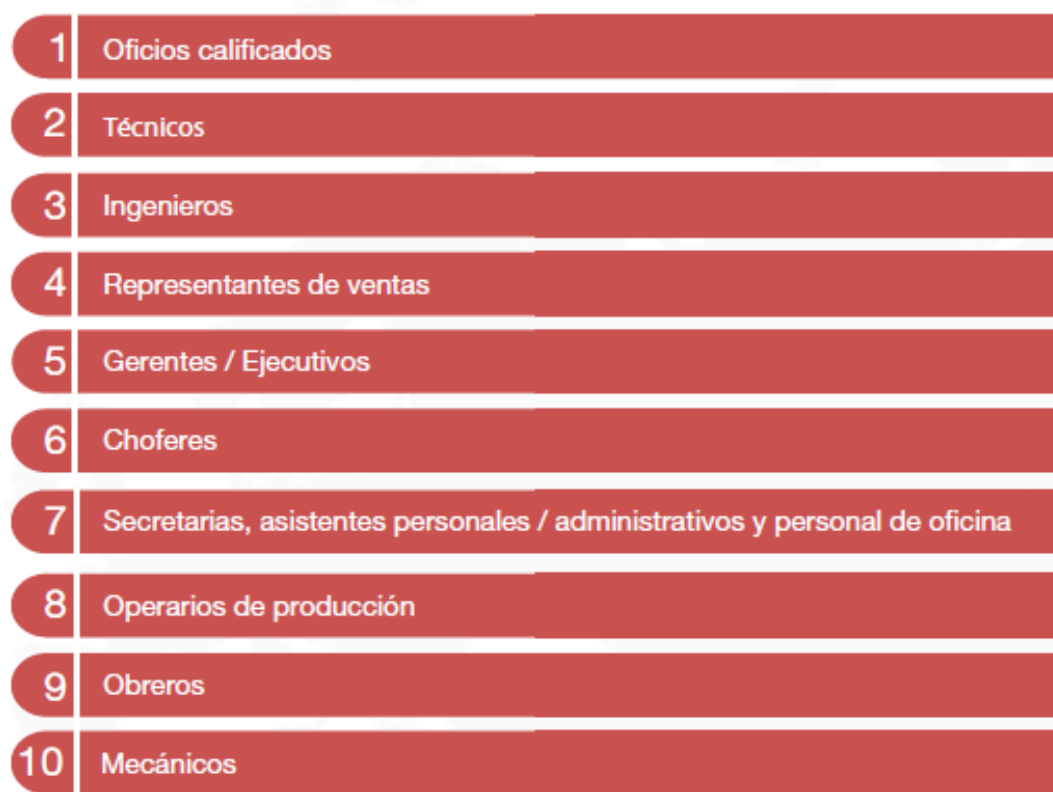 1 Oficios calificados
2 Técnicos
3 Ingenieros
4 Representantes de ventas
5 Gerentes / Ejecutivos
6 Choferes
7 Secretarias, asistentes personales / administrativos y personal de oficina
8 Operarios de producción
9 Obreros
10 Mecánicos